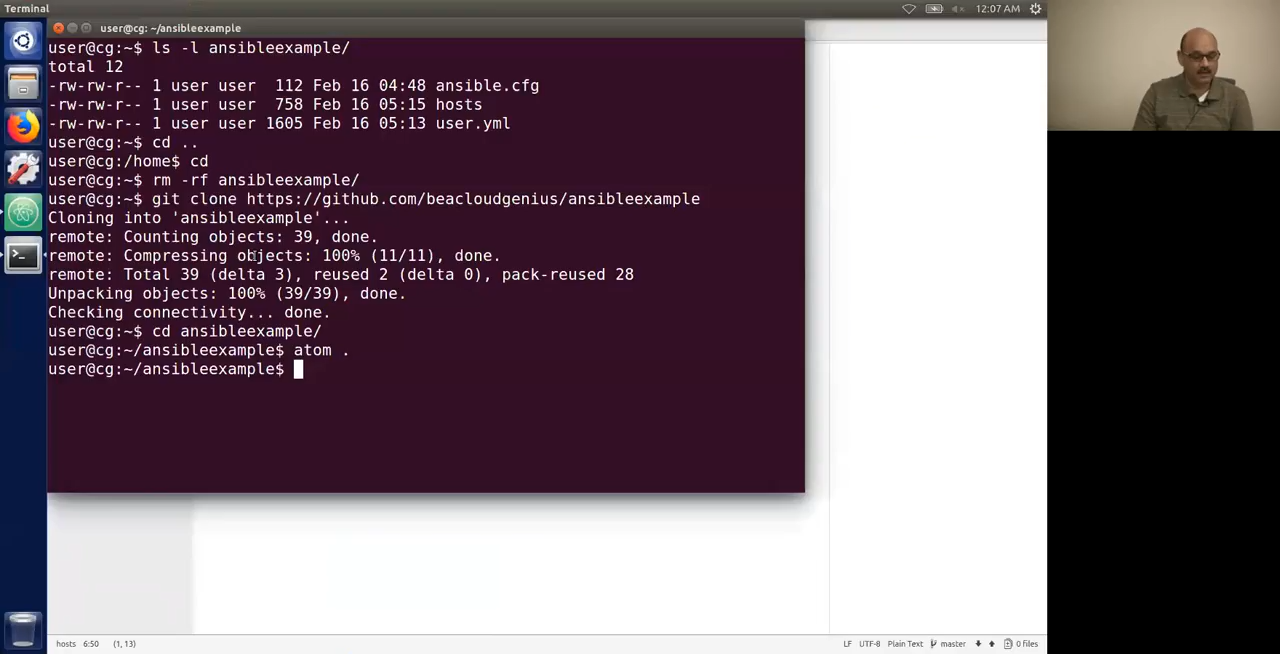 Terminal
12:07 AM
user@cg: ~/ansibleexample
user@cg:~$ ls -l ansibleexample/
total 12
-rw-rw-r-- 1 user user  112 Feb 16 04:48 ansible.cfg
-rw-rw-r-- 1 user user  758 Feb 16 05:15 hosts
-rw-rw-r-- 1 user user 1605 Feb 16 05:13 user.yml
user@cg:~$ cd ..
user@cg:/home$ cd
user@cg:~$ rm -rf ansibleexample/
user@cg:~$ git clone https://github.com/beacloudgenius/ansibleexample
Cloning into 'ansibleexample'...
remote: Counting objects: 39, done.
remote: Compressing objects: 100% (11/11), done.
remote: Total 39 (delta 3), reused 2 (delta 0), pack-reused 28
Unpacking objects: 100% (39/39), done.
Checking connectivity... done.
user@cg:~$ cd ansibleexample/
user@cg:~/ansibleexample$ atom .
user@cg:~/ansibleexample$
hosts 6:50 (1, 13) LF UTF-8 Plain Text master 0 files